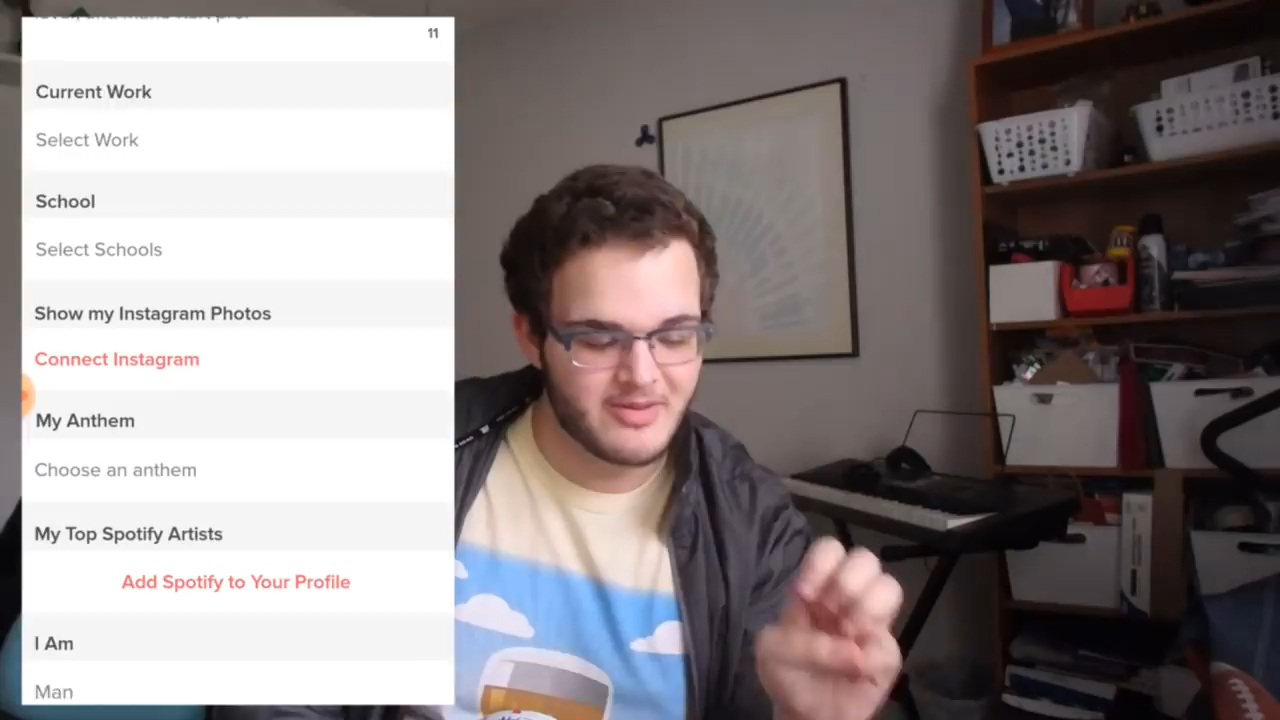 11
Current Work
Select Work
School
Select Schools
Show my Instagram Photos
Connect Instagram
My Anthem
Choose an anthem
My Top Spotify Artists
Add Spotify to Your Profile
I Am
Man